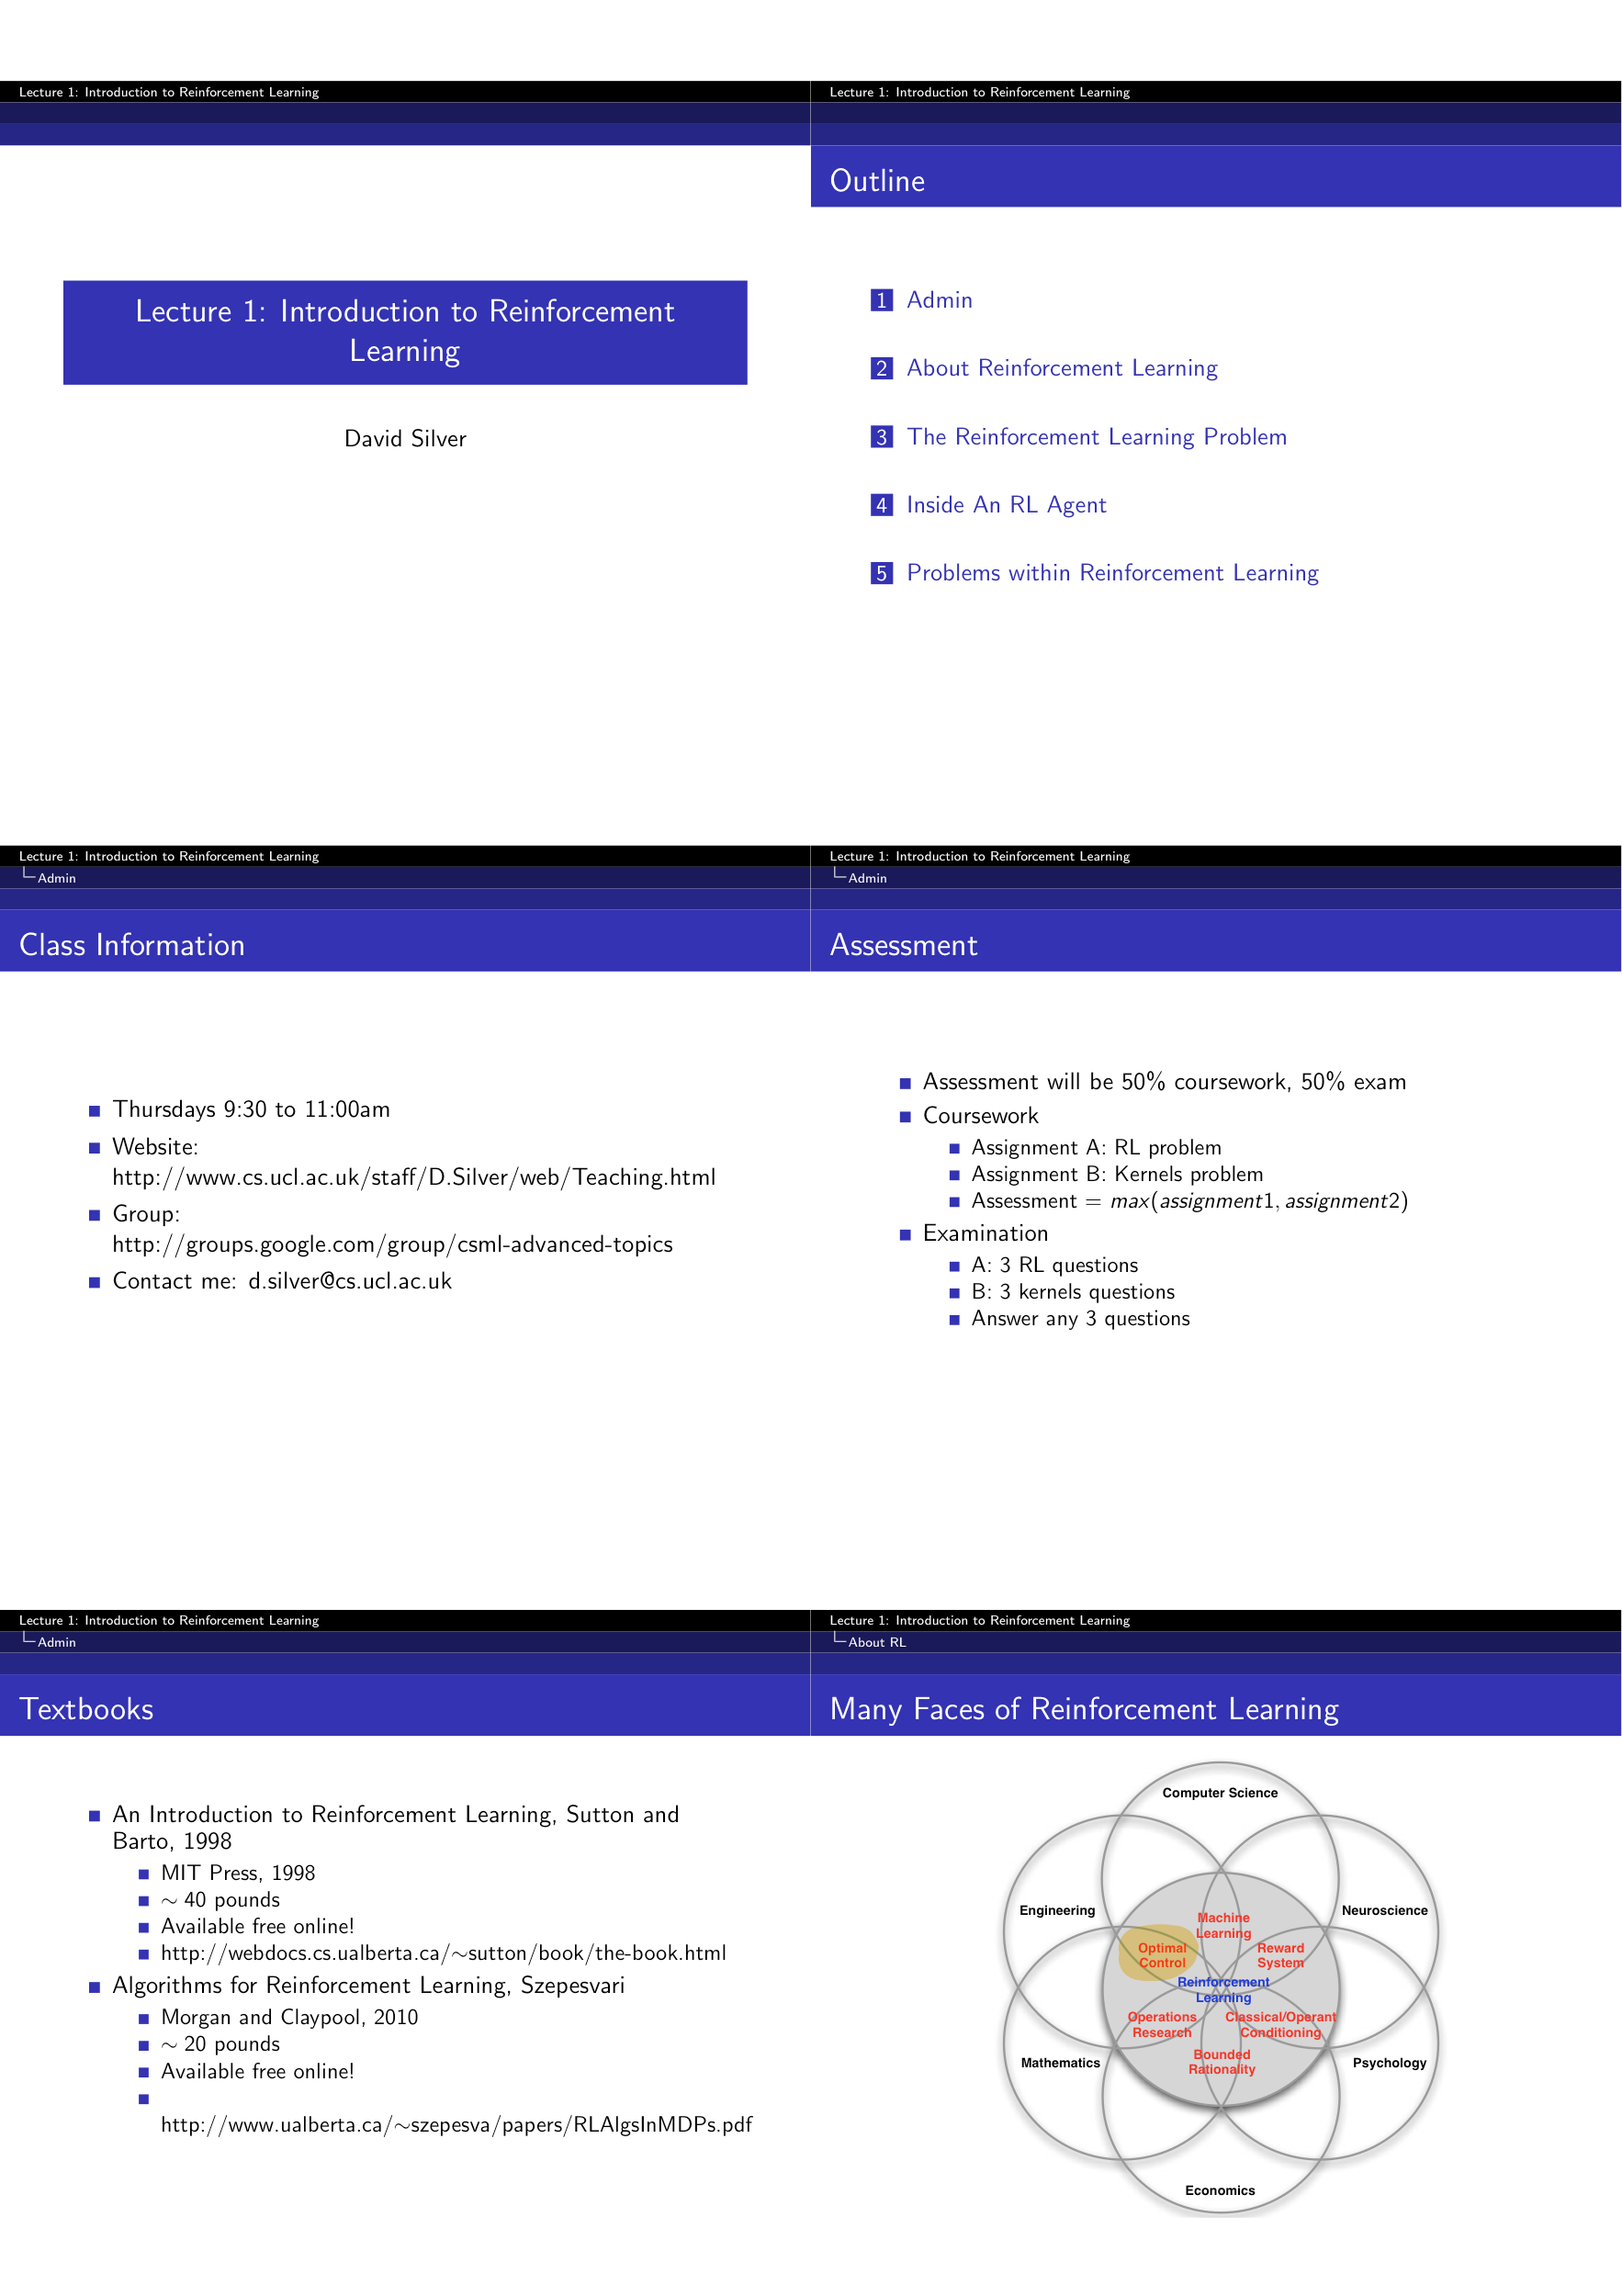 Lecture 1: Introduction to Reinforcement Learning
Lecture 1: Introduction to Reinforcement
Learning
David Silver
Lecture 1: Introduction to Reinforcement Learning
Outline
1 Admin
2 About Reinforcement Learning
3 The Reinforcement Learning Problem
4 Inside An RL Agent
5 Problems within Reinforcement Learning
Lecture 1: Introduction to Reinforcement Learning
Admin
Class Information
Thursdays 9:30 to 11:00am
Website:
http://www.cs.ucl.ac.uk/staff/D.Silver/web/Teaching.html
Group:
http://groups.google.com/group/csml-advanced-topics
Contact me: d.silver@cs.ucl.ac.uk
Lecture 1: Introduction to Reinforcement Learning
Admin
Assessment
Assessment will be 50% coursework, 50% exam
Coursework
Assignment A: RL problem
Assignment B: Kernels problem
Assessment = max(assignment1, assignment2)
Examination
A: 3 RL questions
B: 3 kernels questions
Answer any 3 questions
Lecture 1: Introduction to Reinforcement Learning
Admin
Textbooks
An Introduction to Reinforcement Learning, Sutton and
Barto, 1998
MIT Press, 1998
∼ 40 pounds
Available free online!
http://webdocs.cs.ualberta.ca/∼sutton/book/the-book.html
Algorithms for Reinforcement Learning, Szepesvari
Morgan and Claypool, 2010
∼ 20 pounds
Available free online!
http://www.ualberta.ca/∼szepesva/papers/RLAlgsInMDPs.pdf
Lecture 1: Introduction to Reinforcement Learning
About RL
Many Faces of Reinforcement Learning
Computer Science
Engineering
Neuroscience
Machine
Learning
Optimal
Control
Reward
System
Reinforcement
Learning
Operations
Research
Classical/Operant
Conditioning
Bounded
Rationality
Mathematics
Psychology
Economics